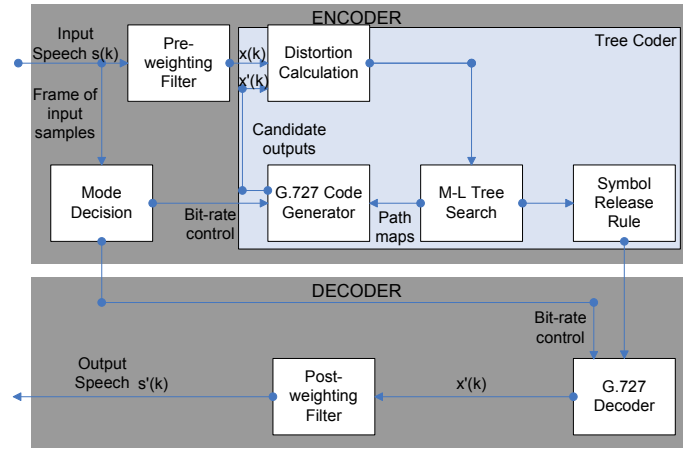 ENCODER
Input
Speech s(k)
Pre-
weighting
Filter
x(k)
x'(k)
Distortion
Calculation
Tree Coder
Frame of
input
samples
Candidate
outputs
Mode
Decision
Bit-rate
control
G.727 Code
Generator
Path
maps
M-L Tree
Search
Symbol
Release
Rule
DECODER
Bit-rate
control
Output
Speech s'(k)
Post-
weighting
Filter
x'(k)
G.727
Decoder